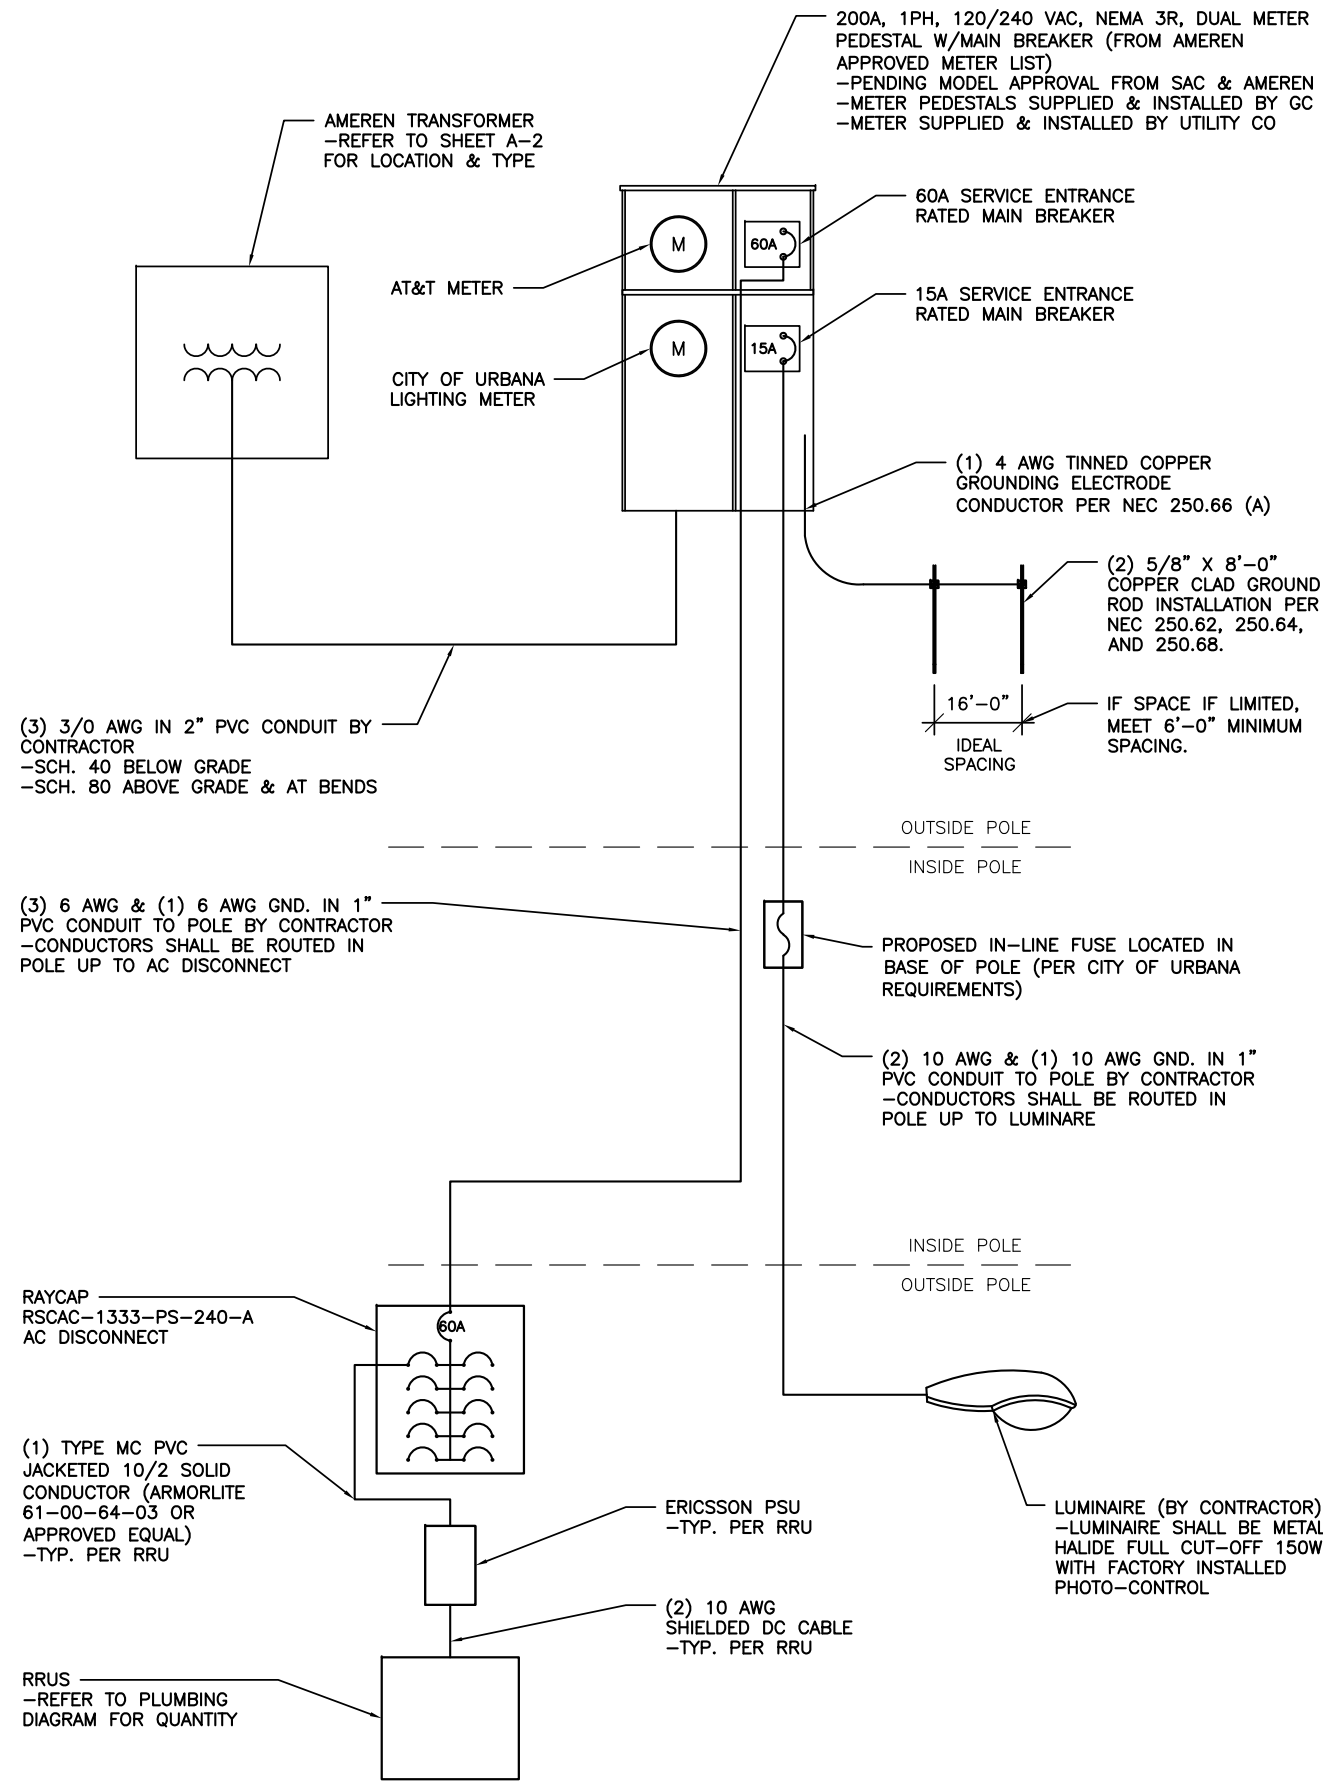 200A, 1PH, 120/240 VAC, NEMA 3R, DUAL METER
PEDESTAL W/MAIN BREAKER (FROM AMEREN
APPROVED METER LIST)
-PENDING MODEL APPROVAL FROM SAC & AMEREN
-METER PEDESTALS SUPPLIED & INSTALLED BY GC
-METER SUPPLIED & INSTALLED BY UTILITY CO
AMEREN TRANSFORMER
-REFER TO SHEET A-2
FOR LOCATION & TYPE
60A SERVICE ENTRANCE
RATED MAIN BREAKER
M
60A
AT&T METER
15A SERVICE ENTRANCE
RATED MAIN BREAKER
M
15A
CITY OF URBANA
LIGHTING METER
(1) 4 AWG TINNED COPPER
GROUNDING ELECTRODE
CONDUCTOR PER NEC 250.66 (A)
(2) 5/8" X 8'-0"
COPPER CLAD GROUND
ROD INSTALLATION PER
NEC 250.62, 250.64,
AND 250.68.
16'-0"
IDEAL
SPACING
IF SPACE IF LIMITED,
MEET 6'-0" MINIMUM
SPACING.
(3) 3/0 AWG IN 2" PVC CONDUIT BY
CONTRACTOR
-SCH. 40 BELOW GRADE
-SCH. 80 ABOVE GRADE & AT BENDS
OUTSIDE POLE
INSIDE POLE
(3) 6 AWG & (1) 6 AWG GND. IN 1"
PVC CONDUIT TO POLE BY CONTRACTOR
-CONDUCTORS SHALL BE ROUTED IN
POLE UP TO AC DISCONNECT
PROPOSED IN-LINE FUSE LOCATED IN
BASE OF POLE (PER CITY OF URBANA
REQUIREMENTS)
(2) 10 AWG & (1) 10 AWG GND. IN 1"
PVC CONDUIT TO POLE BY CONTRACTOR
-CONDUCTORS SHALL BE ROUTED IN
POLE UP TO LUMINARE
INSIDE POLE
OUTSIDE POLE
RAYCAP
RSCAC-1333-PS-240-A
AC DISCONNECT
60A
(1) TYPE MC PVC
JACKETED 10/2 SOLID
CONDUCTOR (ARMORLITE
61-00-64-03 OR
APPROVED EQUAL)
-TYP. PER RRU
ERICSSON PSU
-TYP. PER RRU
LUMINAIRE (BY CONTRACTOR)
-LUMINAIRE SHALL BE METAL
HALIDE FULL CUT-OFF 150W
WITH FACTORY INSTALLED
PHOTO-CONTROL
(2) 10 AWG
SHIELDED DC CABLE
-TYP. PER RRU
RRUS
-REFER TO PLUMBING
DIAGRAM FOR QUANTITY